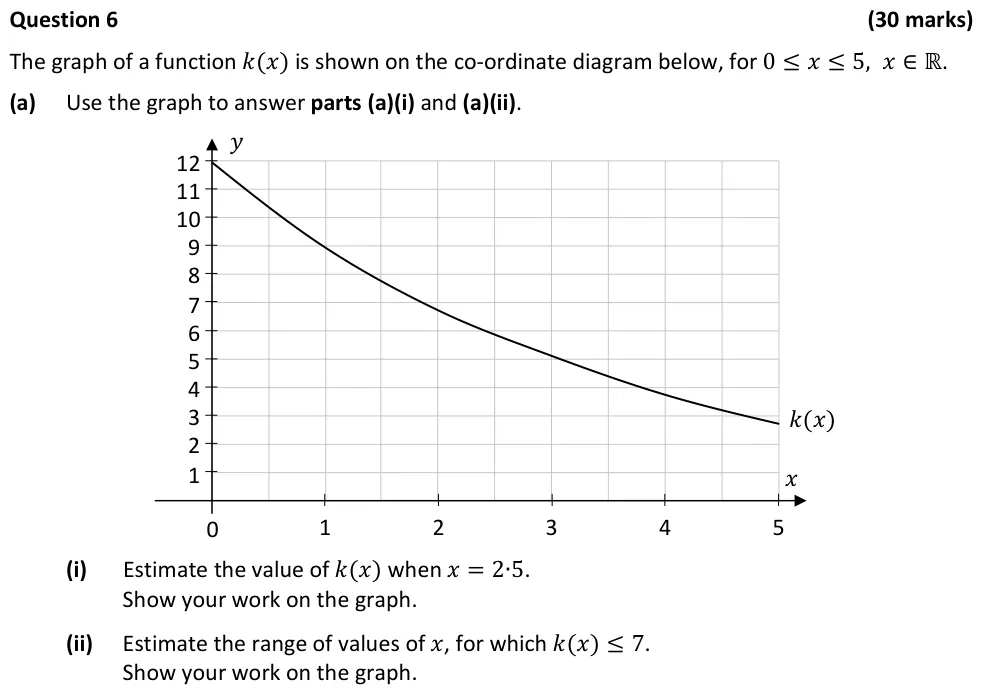 Question 6 (30 marks)
The graph of a function k(x) is shown on the co-ordinate diagram below, for 0 ≤ x ≤ 5, x ∈ ℝ.
(a) Use the graph to answer parts (a)(i) and (a)(ii).
y
12
11
10
9
8
7
6
5
4
3
2
1
k(x)
x
0 1 2 3 4 5
(i) Estimate the value of k(x) when x = 2·5.
Show your work on the graph.
(ii) Estimate the range of values of x, for which k(x) ≤ 7.
Show your work on the graph.